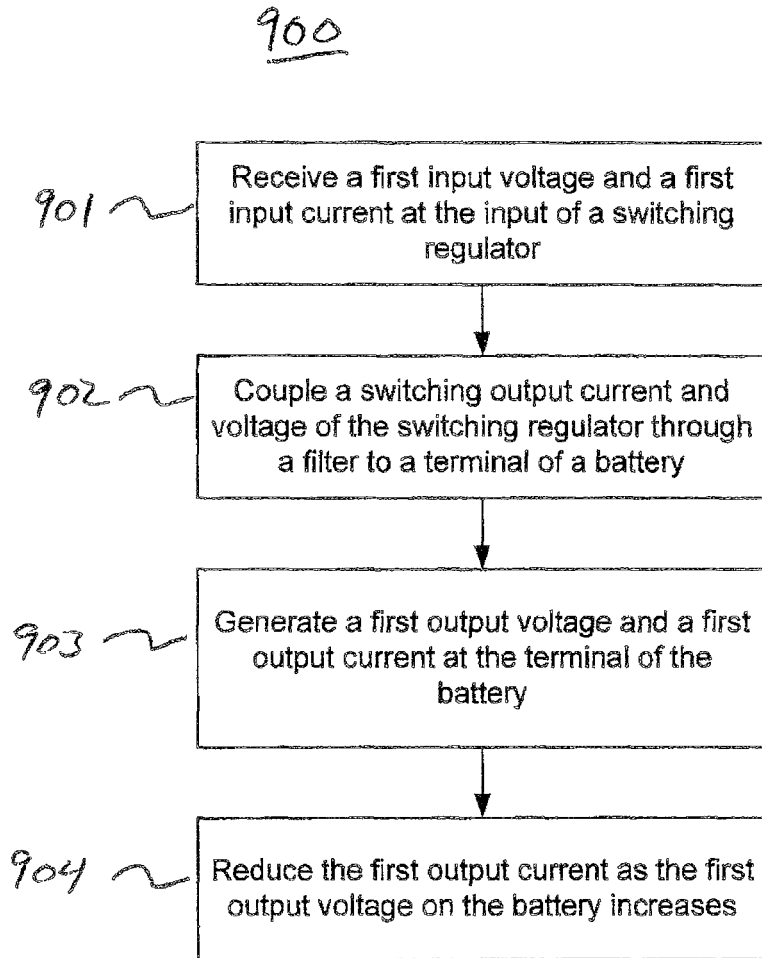 900
901
Receive a first input voltage and a first
input current at the input of a switching
regulator
902
Couple a switching output current and
voltage of the switching regulator through
a filter to a terminal of a battery
903
Generate a first output voltage and a first
output current at the terminal of the
battery
904
Reduce the first output current as the first
output voltage on the battery increases